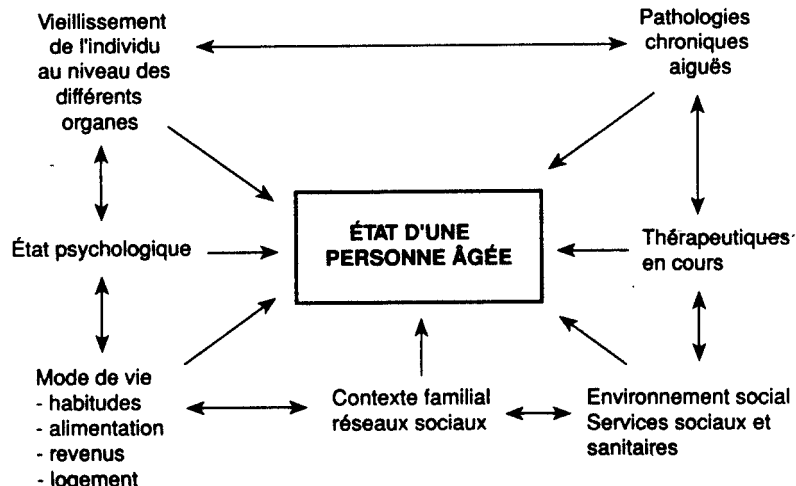 Vieillissement
de l'individu
au niveau des
différents
organes
Pathologies
chroniques
aiguës
État psychologique
ÉTAT D'UNE
PERSONNE ÂGÉE
Thérapeutiques
en cours
Mode de vie
- habitudes
- alimentation
- revenus
- logement
Contexte familial
réseaux sociaux
Environnement social
Services sociaux et
sanitaires